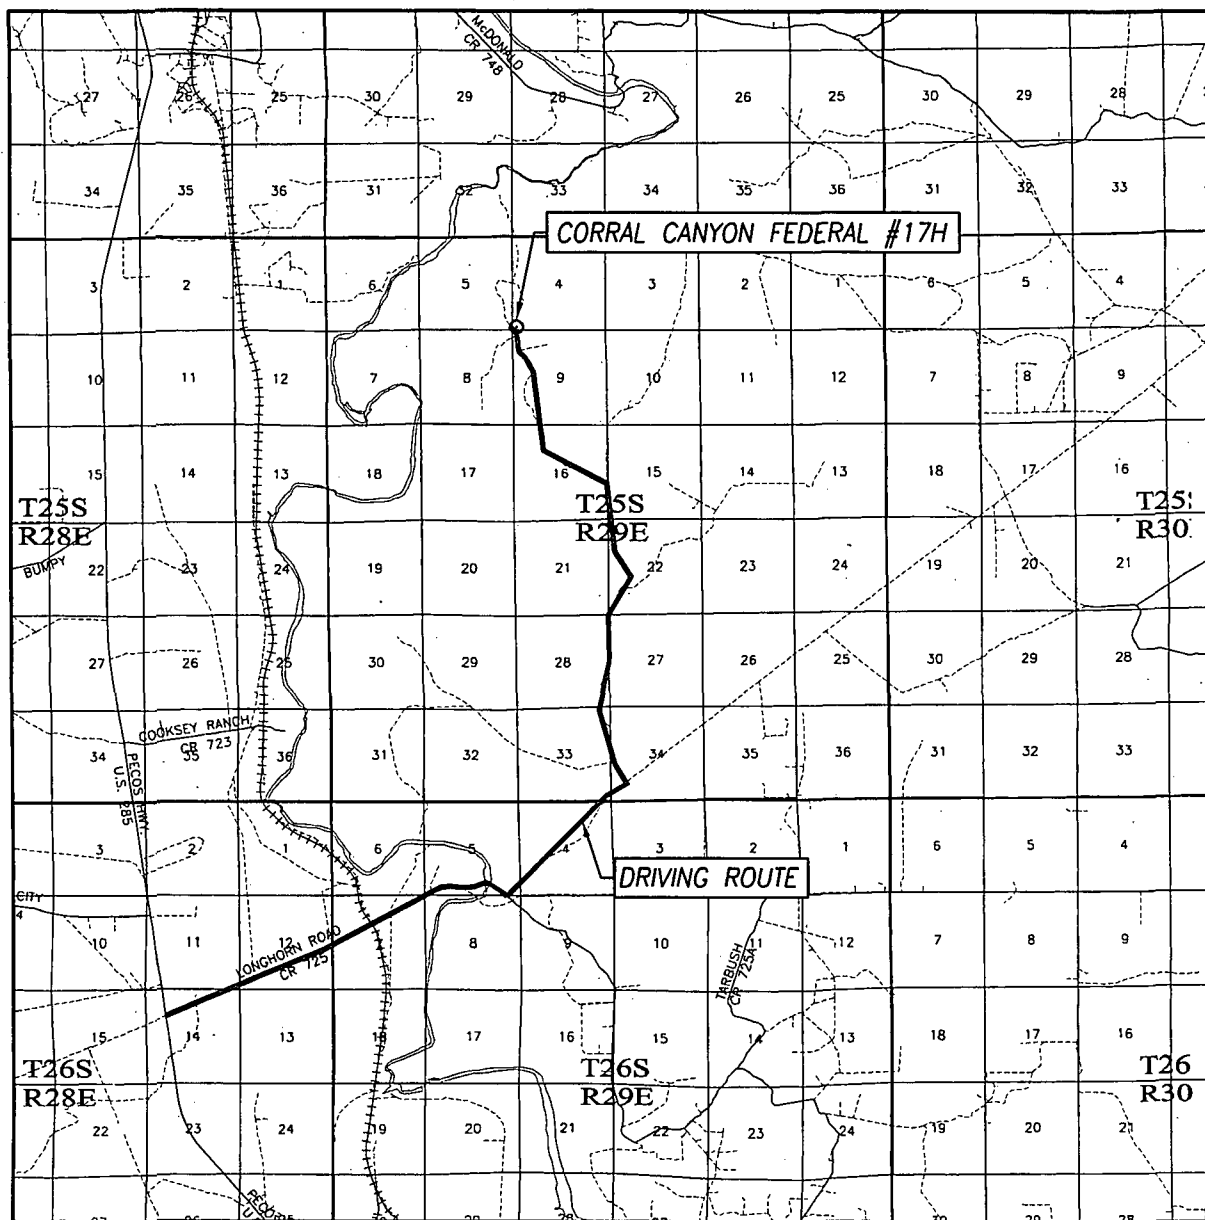 McDONALD
CR 748
27 26 25 30 29 28 27 26 25 30 29 28
34 35 36 31 32 33 34 35 36 31 32 33
CORRAL CANYON FEDERAL #17H
3 2 1 6 5 4 3 2 1 6 5 4
10 11 12 7 8 9 10 11 12 7 8 9
15 14 13 18 17 16 15 14 13 18 17 16
T25S
R28E
T25S
R29E
T25S
R30
BUMPY
22 23 24 19 20 21 22 23 24 19 20 21
27 26 25 30 29 28 27 26 25 30 29 28
COOKSEY RANCH
CR 723
34 35 36 31 32 33 34 35 36 31 32 33
PECOS HWY.
U.S. 285
3 2 1 6 5 4 3 2 1 6 5 4
DRIVING ROUTE
CITY
4
10 11 12 7 8 9
8 9 10 11 12
LONGHORN ROAD
CR 725
TARBUSH
CR 725A
15 14 13 18 17 16 15 14 13 18 17 16
T26S
R28E
T26S
R29E
T26
R30
22 23 24 19 20 21 22 23 24 19 20 21
PECOS